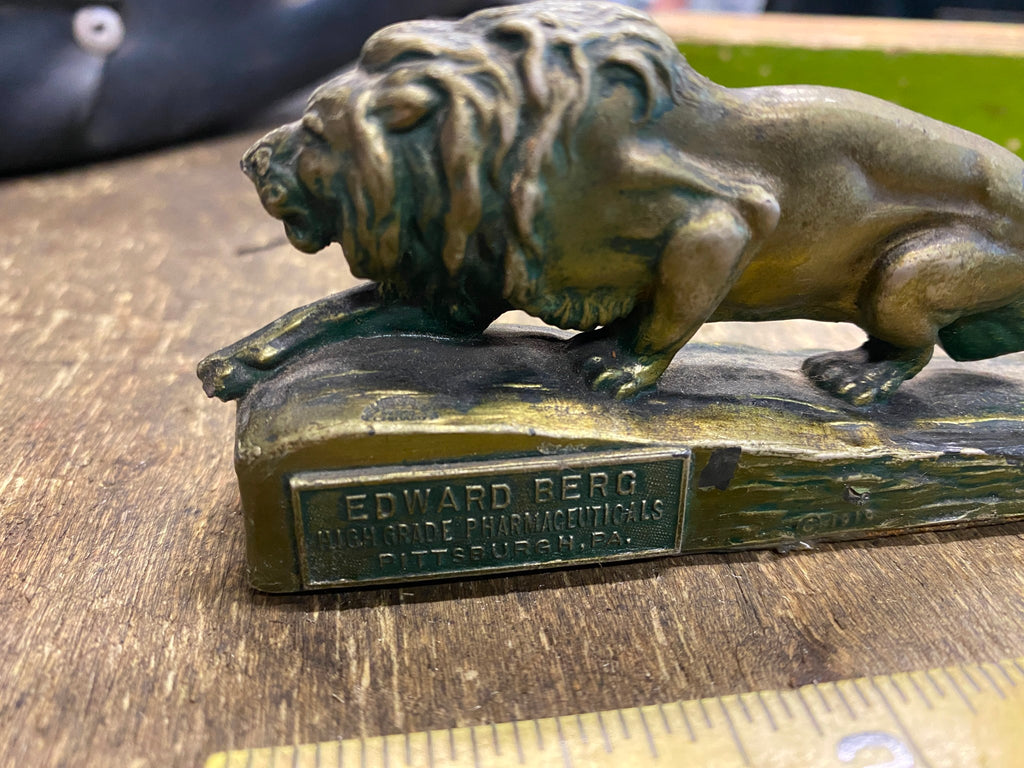 EDWARD BERG
HIGH GRADE PHARMACEUTICALS
PITTSBURGH, PA.